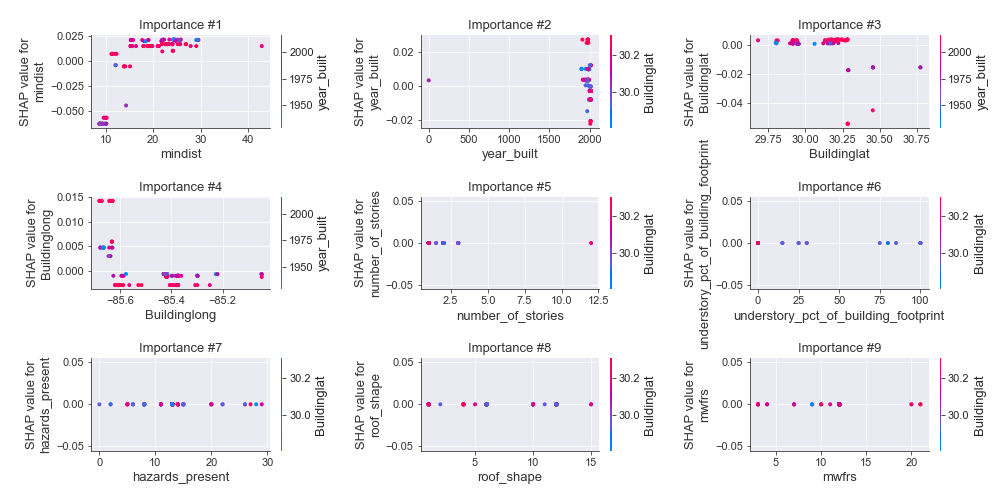 Importance #1
SHAP value for
mindist
0.025
0.000
−0.025
−0.050
10
20
30
40
mindist
2000
1975
1950
year_built
Importance #2
SHAP value for
year_built
0.02
0.00
−0.02
0
500
1000
1500
2000
year_built
30.2
30.0
Buildinglat
Importance #3
SHAP value for
Buildinglat
0.00
−0.02
−0.04
29.75
30.00
30.25
30.50
30.75
Buildinglat
2000
1975
1950
year_built
Importance #4
SHAP value for
Buildinglong
0.015
0.010
0.005
0.000
−85.6
−85.4
−85.2
Buildinglong
2000
1975
1950
year_built
Importance #5
SHAP value for
number_of_stories
0.05
0.00
−0.05
2.5
5.0
7.5
10.0
12.5
number_of_stories
30.2
30.0
Buildinglat
Importance #6
SHAP value for
understory_pct_of_building_footprint
0.05
0.00
−0.05
0
25
50
75
100
understory_pct_of_building_footprint
30.2
30.0
Buildinglat
Importance #7
SHAP value for
hazards_present
0.05
0.00
−0.05
0
10
20
30
hazards_present
30.2
30.0
Buildinglat
Importance #8
SHAP value for
roof_shape
0.05
0.00
−0.05
5
10
15
roof_shape
30.2
30.0
Buildinglat
Importance #9
SHAP value for
mwfrs
0.05
0.00
−0.05
5
10
15
20
mwfrs
30.2
30.0
Buildinglat